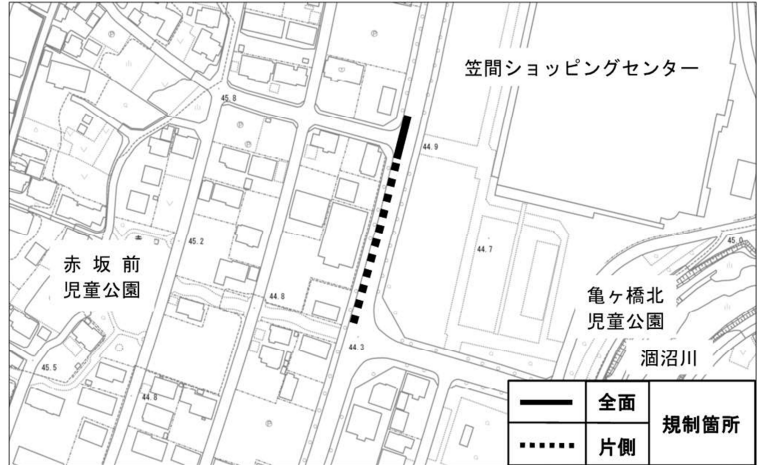 笠間ショッピングセンター
45.8
44.9
45.2
44.7
45.0
赤坂前
児童公園
44.8
亀ヶ橋北
児童公園
44.3
涸沼川
45.5
44.8
全面
片側
規制箇所